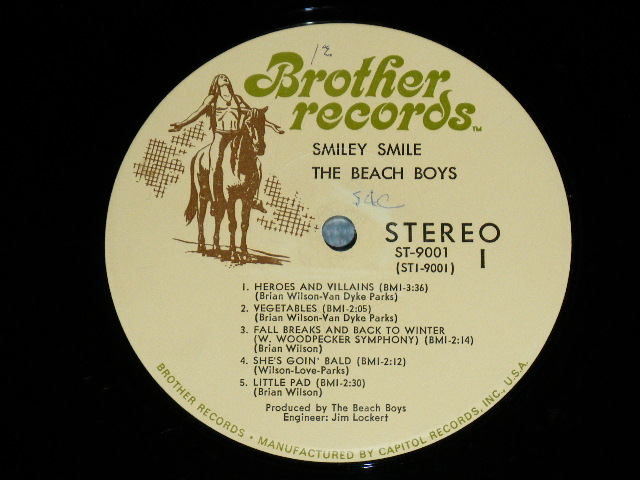 Brother
records™
SMILEY SMILE
THE BEACH BOYS
STEREO
ST-9001
(ST1-9001)
1
1. HEROES AND VILLAINS (BMI-3:36)
(Brian Wilson-Van Dyke Parks)
2. VEGETABLES (BMI-2:05)
(Brian Wilson-Van Dyke Parks)
3. FALL BREAKS AND BACK TO WINTER
(W. WOODPECKER SYMPHONY) (BMI-2:14)
(Brian Wilson)
4. SHE'S GOIN' BALD (BMI-2:12)
(Wilson-Love-Parks)
5. LITTLE PAD (BMI-2:30)
(Brian Wilson)
Produced by The Beach Boys
Engineer: Jim Lockert
BROTHER RECORDS • MANUFACTURED BY CAPITOL RECORDS, INC., U.S.A.